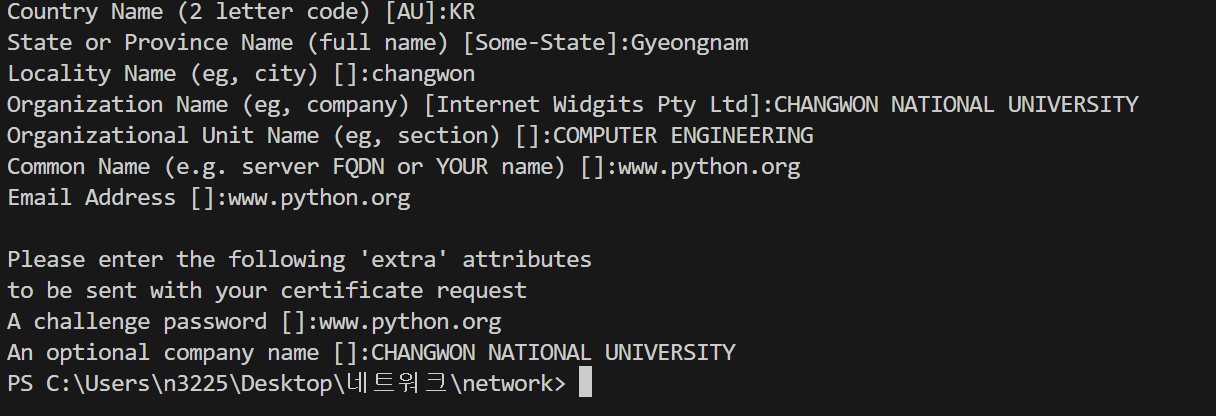 Country Name (2 letter code) [AU]:KR
State or Province Name (full name) [Some-State]:Gyeongnam
Locality Name (eg, city) []:changwon
Organization Name (eg, company) [Internet Widgits Pty Ltd]:CHANGWON NATIONAL UNIVERSITY
Organizational Unit Name (eg, section) []:COMPUTER ENGINEERING
Common Name (e.g. server FQDN or YOUR name) []:www.python.org
Email Address []:www.python.org

Please enter the following 'extra' attributes
to be sent with your certificate request
A challenge password []:www.python.org
An optional company name []:CHANGWON NATIONAL UNIVERSITY
PS C:\Users\n3225\Desktop\네트워크\network>